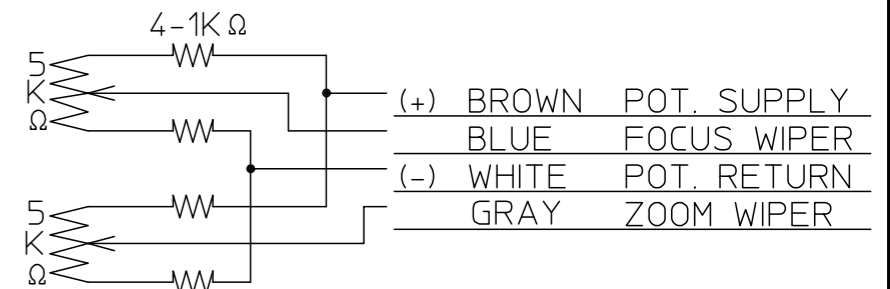 4-1K Ω
5
K
Ω
(+) BROWN POT. SUPPLY
BLUE FOCUS WIPER
(-) WHITE POT. RETURN
GRAY ZOOM WIPER
5
K
Ω